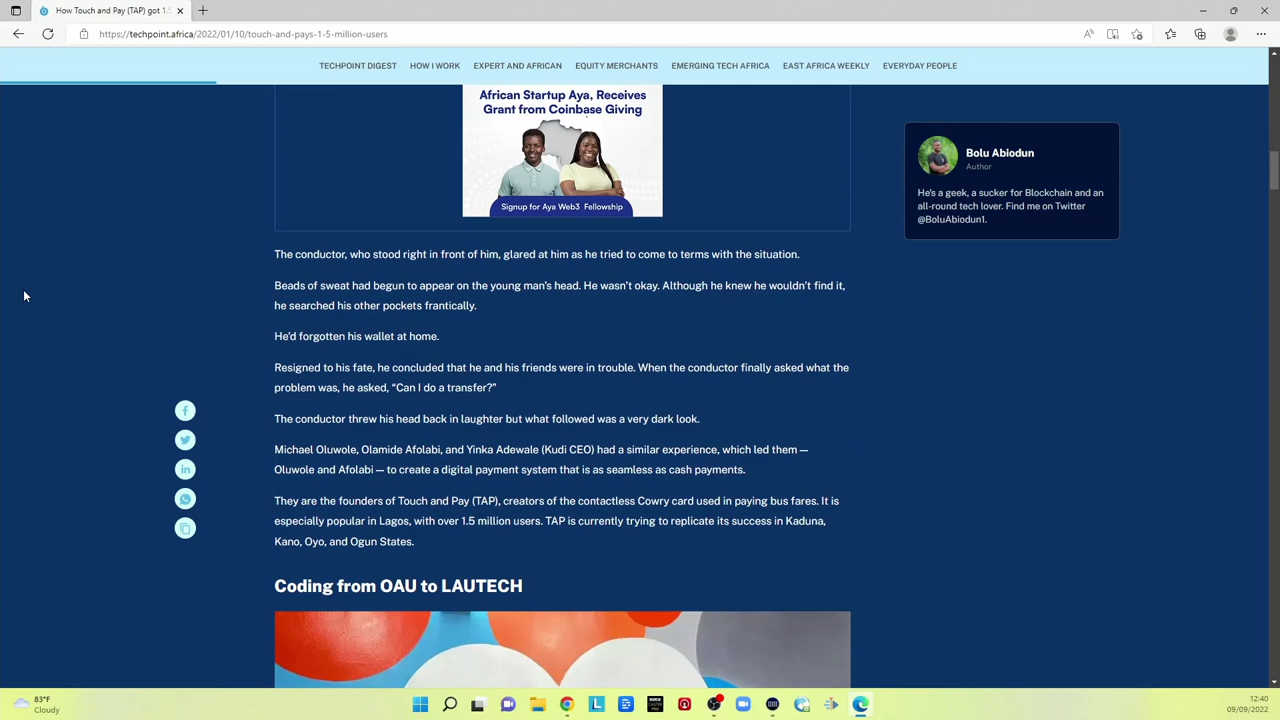 How Touch and Pay (TAP) got 1.5
https://techpoint.africa/2022/01/10/touch-and-pays-1-5-million-users
TECHPOINT DIGEST HOW I WORK EXPERT AND AFRICAN EQUITY MERCHANTS EMERGING TECH AFRICA EAST AFRICA WEEKLY EVERYDAY PEOPLE
African Startup Aya, Receives
Grant from Coinbase Giving
Signup for Aya Web3 Fellowship
Bolu Abiodun
Author
He's a geek, a sucker for Blockchain and an
all-round tech lover. Find me on Twitter
@BoluAbiodun1.
The conductor, who stood right in front of him, glared at him as he tried to come to terms with the situation.
Beads of sweat had begun to appear on the young man's head. He wasn't okay. Although he knew he wouldn't find it,
he searched his other pockets frantically.
He'd forgotten his wallet at home.
Resigned to his fate, he concluded that he and his friends were in trouble. When the conductor finally asked what the
problem was, he asked, “Can I do a transfer?”
The conductor threw his head back in laughter but what followed was a very dark look.
Michael Oluwole, Olamide Afolabi, and Yinka Adewale (Kudi CEO) had a similar experience, which led them —
Oluwole and Afolabi — to create a digital payment system that is as seamless as cash payments.
They are the founders of Touch and Pay (TAP), creators of the contactless Cowry card used in paying bus fares. It is
especially popular in Lagos, with over 1.5 million users. TAP is currently trying to replicate its success in Kaduna,
Kano, Oyo, and Ogun States.
Coding from OAU to LAUTECH
83°F
Cloudy
12:40
09/09/2022